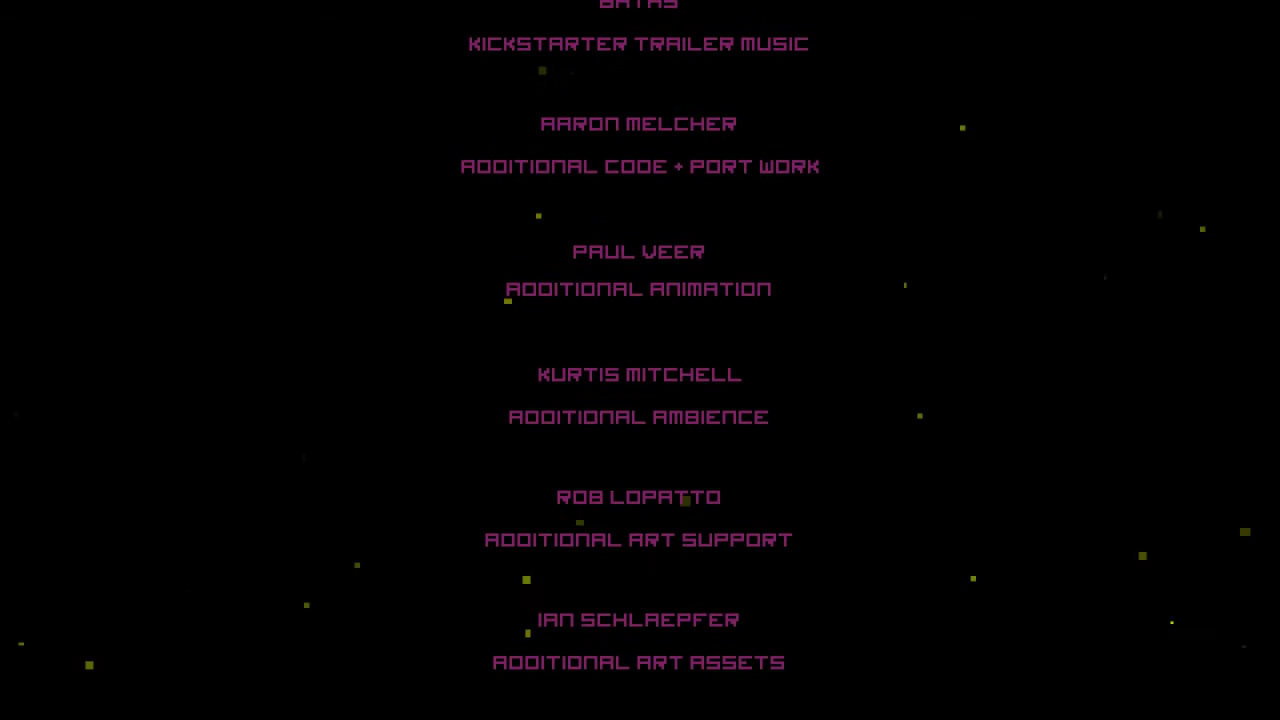 KICKSTARTER TRAILER MUSIC
AARON MELCHER
ADDITIONAL CODE + PORT WORK
PAUL VEER
ADDITIONAL ANIMATION
KURTIS MITCHELL
ADDITIONAL AMBIENCE
ROB LOPATTO
ADDITIONAL ART SUPPORT
IAN SCHLAEPFER
ADDITIONAL ART ASSETS